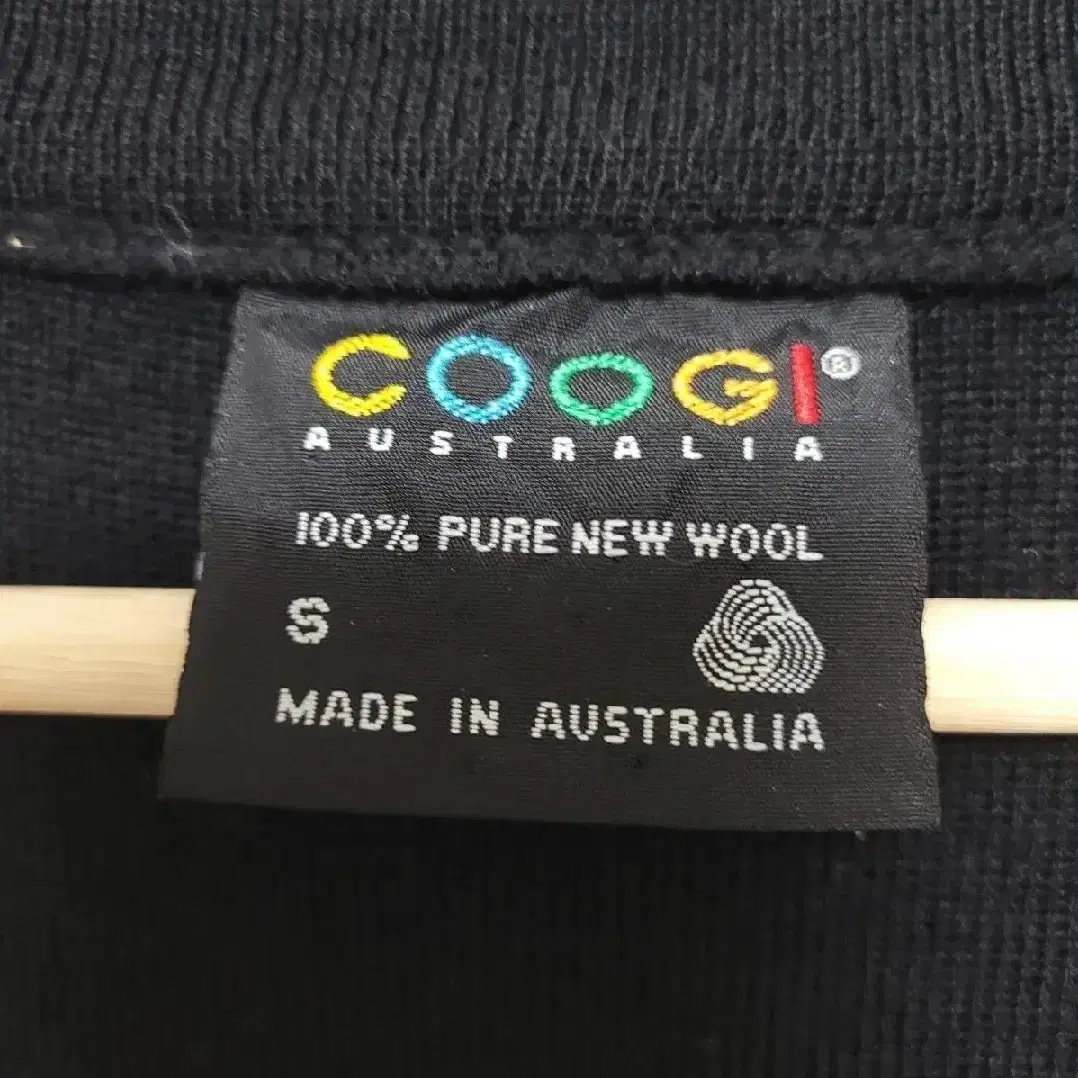 COOGI®
AUSTRALIA
100% PURE NEW WOOL
S
MADE IN AUSTRALIA